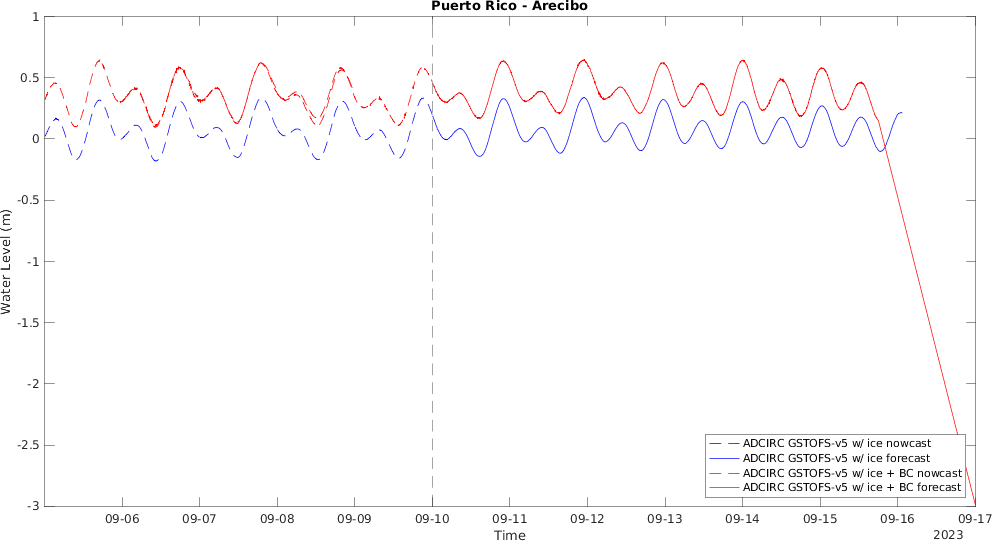 Puerto Rico - Arecibo
Water Level (m)
1
0.5
0
-0.5
-1
-1.5
-2
-2.5
-3
ADCIRC GSTOFS-v5 w/ ice nowcast
ADCIRC GSTOFS-v5 w/ ice forecast
ADCIRC GSTOFS-v5 w/ ice + BC nowcast
ADCIRC GSTOFS-v5 w/ ice + BC forecast
09-06 09-07 09-08 09-09 09-10 09-11 09-12 09-13 09-14 09-15 09-16 09-17
Time
2023